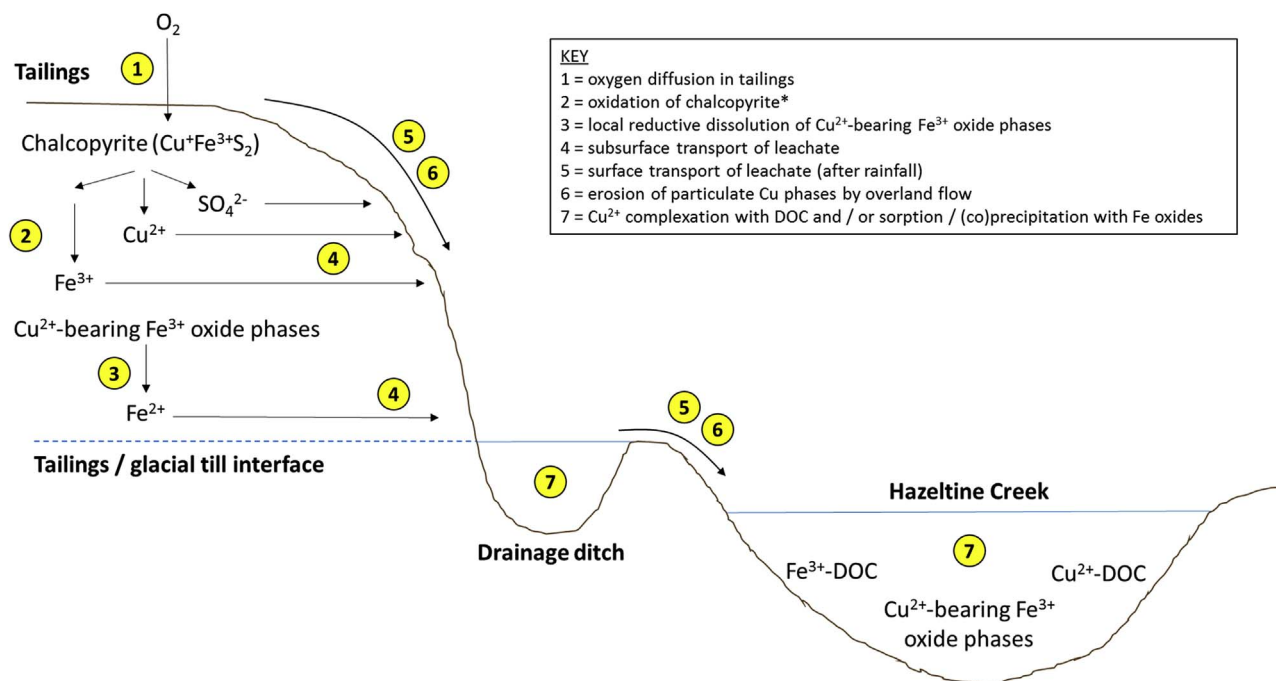 O₂
1
Tailings
Chalcopyrite (Cu⁺Fe³⁺S₂)
SO₄²⁻
Cu²⁺
2
4
Fe³⁺
Cu²⁺-bearing Fe³⁺ oxide phases
3
4
Fe²⁺
Tailings / glacial till interface
5
6
KEY
1 = oxygen diffusion in tailings
2 = oxidation of chalcopyrite*
3 = local reductive dissolution of Cu²⁺-bearing Fe³⁺ oxide phases
4 = subsurface transport of leachate
5 = surface transport of leachate (after rainfall)
6 = erosion of particulate Cu phases by overland flow
7 = Cu²⁺ complexation with DOC and / or sorption / (co)precipitation with Fe oxides
5
6
7
Drainage ditch
Hazeltine Creek
7
Fe³⁺-DOC
Cu²⁺-DOC
Cu²⁺-bearing Fe³⁺
oxide phases